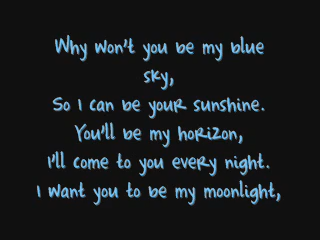 Why won't you be my blue
sky,
So I can be your sunshine.
You'll be my horizon,
I'll come to you every night.
I want you to be my moonlight,